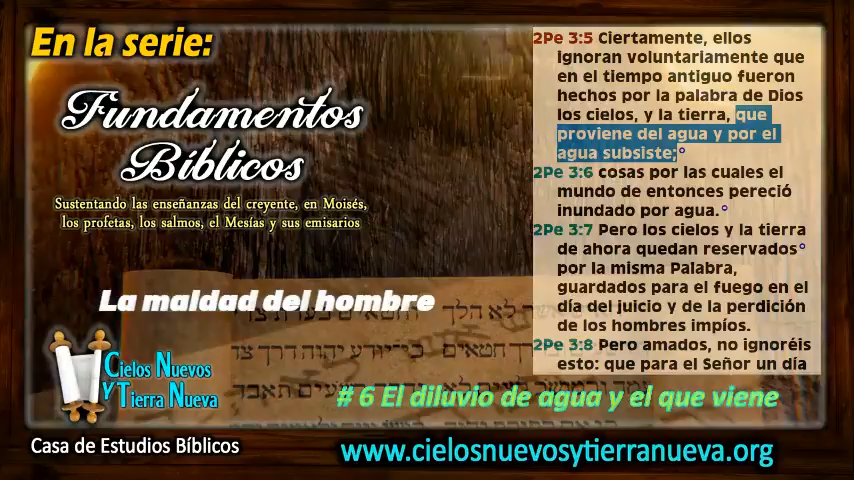 En la serie:
Fundamentos
Bíblicos
Sustentando las enseñanzas del creyente, en Moisés,
los profetas, los salmos, el Mesías y sus emisarios
2Pe 3:5 Ciertamente, ellos
ignoran voluntariamente que
en el tiempo antiguo fueron
hechos por la palabra de Dios
los cielos, y la tierra, que
proviene del agua y por el
agua subsiste;°
2Pe 3:6 cosas por las cuales el
mundo de entonces pereció
inundado por agua.°
2Pe 3:7 Pero los cielos y la tierra
de ahora quedan reservados°
por la misma Palabra,
guardados para el fuego en el
día del juicio y de la perdición
de los hombres impíos.
2Pe 3:8 Pero amados, no ignoréis
esto: que para el Señor un día
La maldad del hombre
לא הלך
כי יודע יהוה דרך צד
Cielos Nuevos
Y Tierra Nueva
# 6 El diluvio de agua y el que viene
Casa de Estudios Bíblicos
www.cielosnuevosytierranueva.org